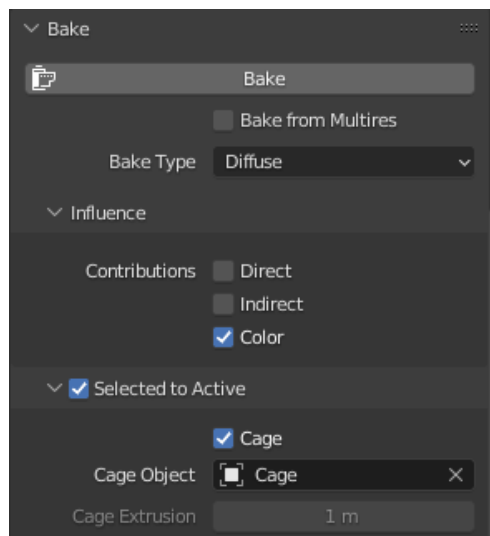 Bake
Bake
Bake from Multires
Bake Type Diffuse
Influence
Contributions Direct
Indirect
Color
Selected to Active
Cage
Cage Object Cage
Cage Extrusion 1 m